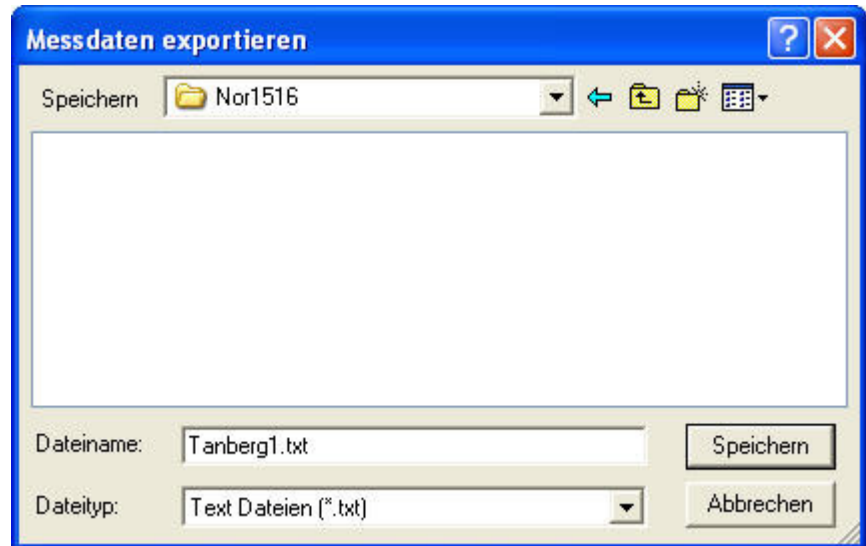 Messdaten exportieren
Speichern Nor1516
Dateiname: Tanberg1.txt Speichern
Dateityp: Text Dateien (*.txt) Abbrechen